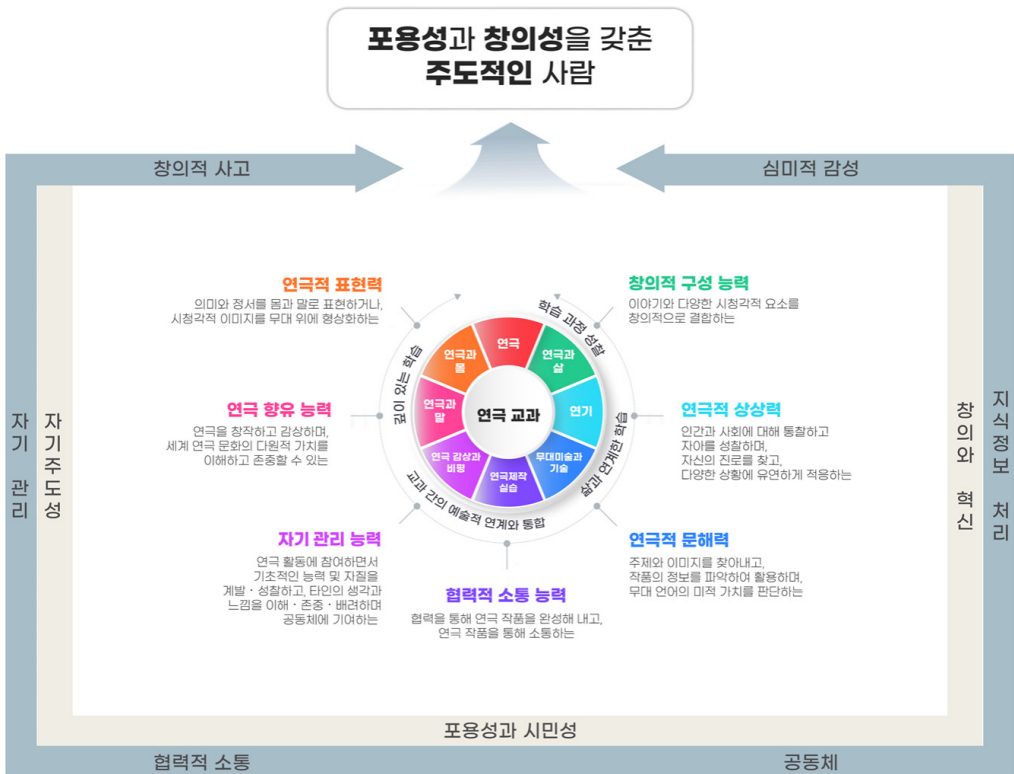 포용성과 창의성을 갖춘
주도적인 사람
창의적 사고
심미적 감성
연극적 표현력
의미와 정서를 몸과 말로 표현하거나,
시청각적 이미지를 무대 위에 형상화하는
창의적 구성 능력
이야기와 다양한 시청각적 요소를
창의적으로 결합하는
학습 과정 성찰
깊이 있는 학습
삶과 연계한 학습
교과 간의 예술적 연계와 통합
연극
연극과
몸
연극과
삶
연극과
말
연극 교과
연기
연극 감상과
비평
연극제작
실습
무대미술과
기술
연극 향유 능력
연극을 창작하고 감상하며,
세계 연극 문화의 다원적 가치를
이해하고 존중할 수 있는
연극적 상상력
인간과 사회에 대해 통찰하고
자아를 성찰하며,
자신의 진로를 찾고,
다양한 상황에 유연하게 적응하는
자기 관리
자기주도성
창의와 혁신
지식정보 처리
자기 관리 능력
연극 활동에 참여하면서
기초적인 능력 및 자질을
계발・성찰하고, 타인의 생각과
느낌을 이해・존중・배려하며
공동체에 기여하는
협력적 소통 능력
협력을 통해 연극 작품을 완성해 내고,
연극 작품을 통해 소통하는
연극적 문해력
주제와 이미지를 찾아내고,
작품의 정보를 파악하여 활용하며,
무대 언어의 미적 가치를 판단하는
포용성과 시민성
협력적 소통
공동체